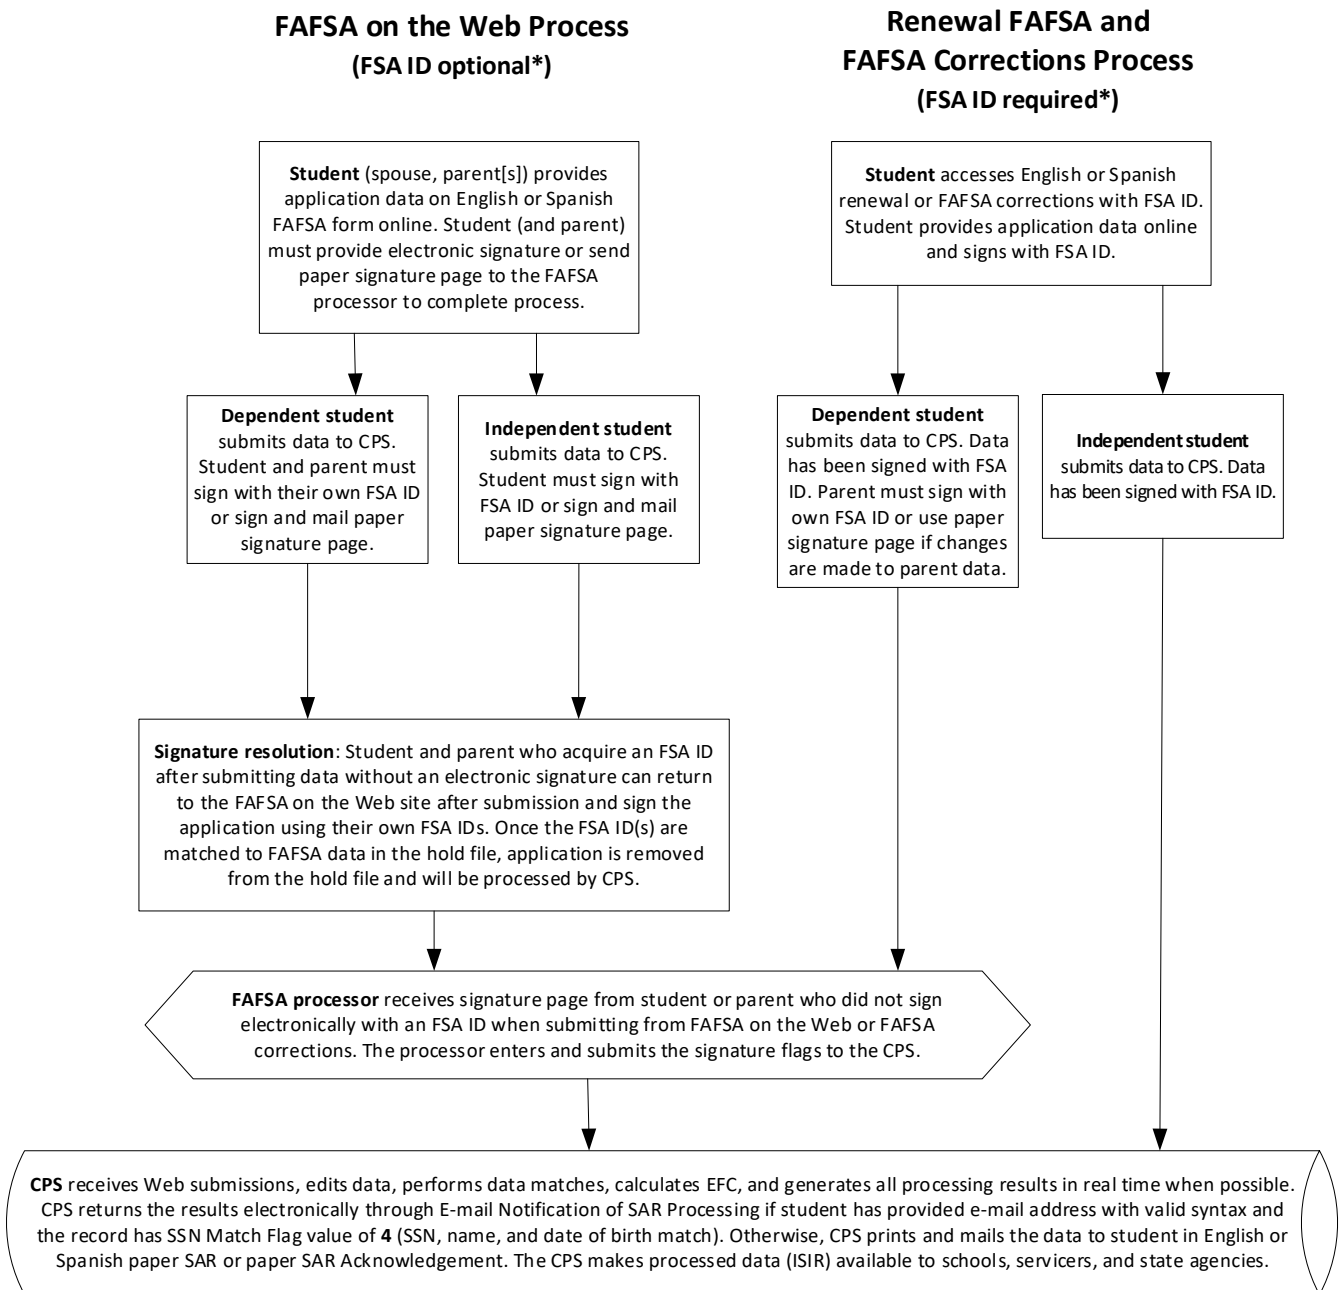 FAFSA on the Web Process
(FSA ID optional*)
Renewal FAFSA and
FAFSA Corrections Process
(FSA ID required*)
Student (spouse, parent[s]) provides
application data on English or Spanish
FAFSA form online. Student (and parent)
must provide electronic signature or send
paper signature page to the FAFSA
processor to complete process.
Student accesses English or Spanish
renewal or FAFSA corrections with FSA ID.
Student provides application data online
and signs with FSA ID.
Dependent student
submits data to CPS.
Student and parent must
sign with their own FSA ID
or sign and mail paper
signature page.
Independent student
submits data to CPS.
Student must sign with
FSA ID or sign and mail
paper signature page.
Dependent student
submits data to CPS. Data
has been signed with FSA
ID. Parent must sign with
own FSA ID or use paper
signature page if changes
are made to parent data.
Independent student
submits data to CPS. Data
has been signed with FSA ID.
Signature resolution: Student and parent who acquire an FSA ID
after submitting data without an electronic signature can return
to the FAFSA on the Web site after submission and sign the
application using their own FSA IDs. Once the FSA ID(s) are
matched to FAFSA data in the hold file, application is removed
from the hold file and will be processed by CPS.
FAFSA processor receives signature page from student or parent who did not sign
electronically with an FSA ID when submitting from FAFSA on the Web or FAFSA
corrections. The processor enters and submits the signature flags to the CPS.
CPS receives Web submissions, edits data, performs data matches, calculates EFC, and generates all processing results in real time when possible.
CPS returns the results electronically through E-mail Notification of SAR Processing if student has provided e-mail address with valid syntax and
the record has SSN Match Flag value of 4 (SSN, name, and date of birth match). Otherwise, CPS prints and mails the data to student in English or
Spanish paper SAR or paper SAR Acknowledgement. The CPS makes processed data (ISIR) available to schools, servicers, and state agencies.